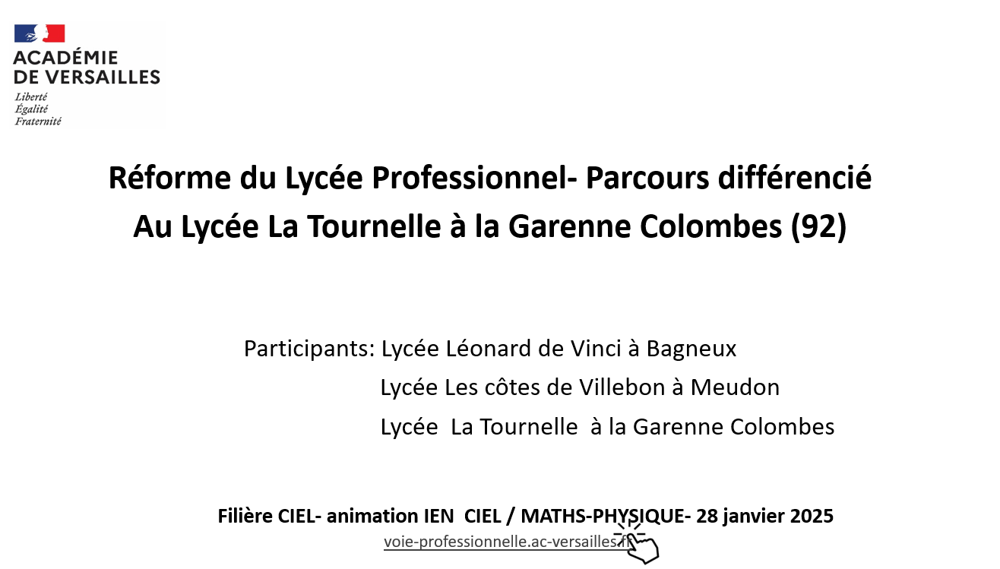 ACADÉMIE
DE VERSAILLES
Liberté
Égalité
Fraternité
Réforme du Lycée Professionnel- Parcours différencié
Au Lycée La Tournelle à la Garenne Colombes (92)
Participants: Lycée Léonard de Vinci à Bagneux
Lycée Les côtes de Villebon à Meudon
Lycée  La Tournelle  à la Garenne Colombes
Filière CIEL- animation IEN  CIEL / MATHS-PHYSIQUE- 28 janvier 2025
voie-professionnelle.ac-versailles.fr